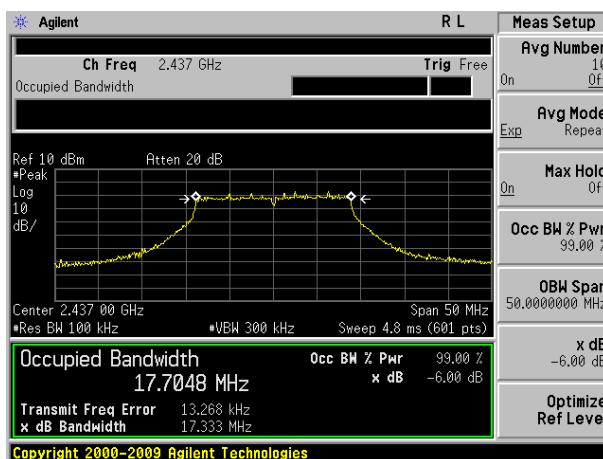 Agilent
R L
Meas Setup
Ch Freq 2.437 GHz
Trig Free
Occupied Bandwidth
Ref 10 dBm Atten 20 dB
#Peak
Log
10
dB/
Center 2.437 00 GHz
Span 50 MHz
#Res BW 100 kHz #VBW 300 kHz Sweep 4.8 ms (601 pts)
Occupied Bandwidth
17.7048 MHz
Occ BW % Pwr 99.00 %
x dB -6.00 dB
Transmit Freq Error 13.268 kHz
x dB Bandwidth 17.333 MHz
Copyright 2000-2009 Agilent Technologies
Avg Number
10
On Of
Avg Mode
Exp Repeat
Max Hold
On Of
Occ BW % Pwr
99.00 %
OBW Span
50.0000000 MHz
x dB
-6.00 dB
Optimize
Ref Level